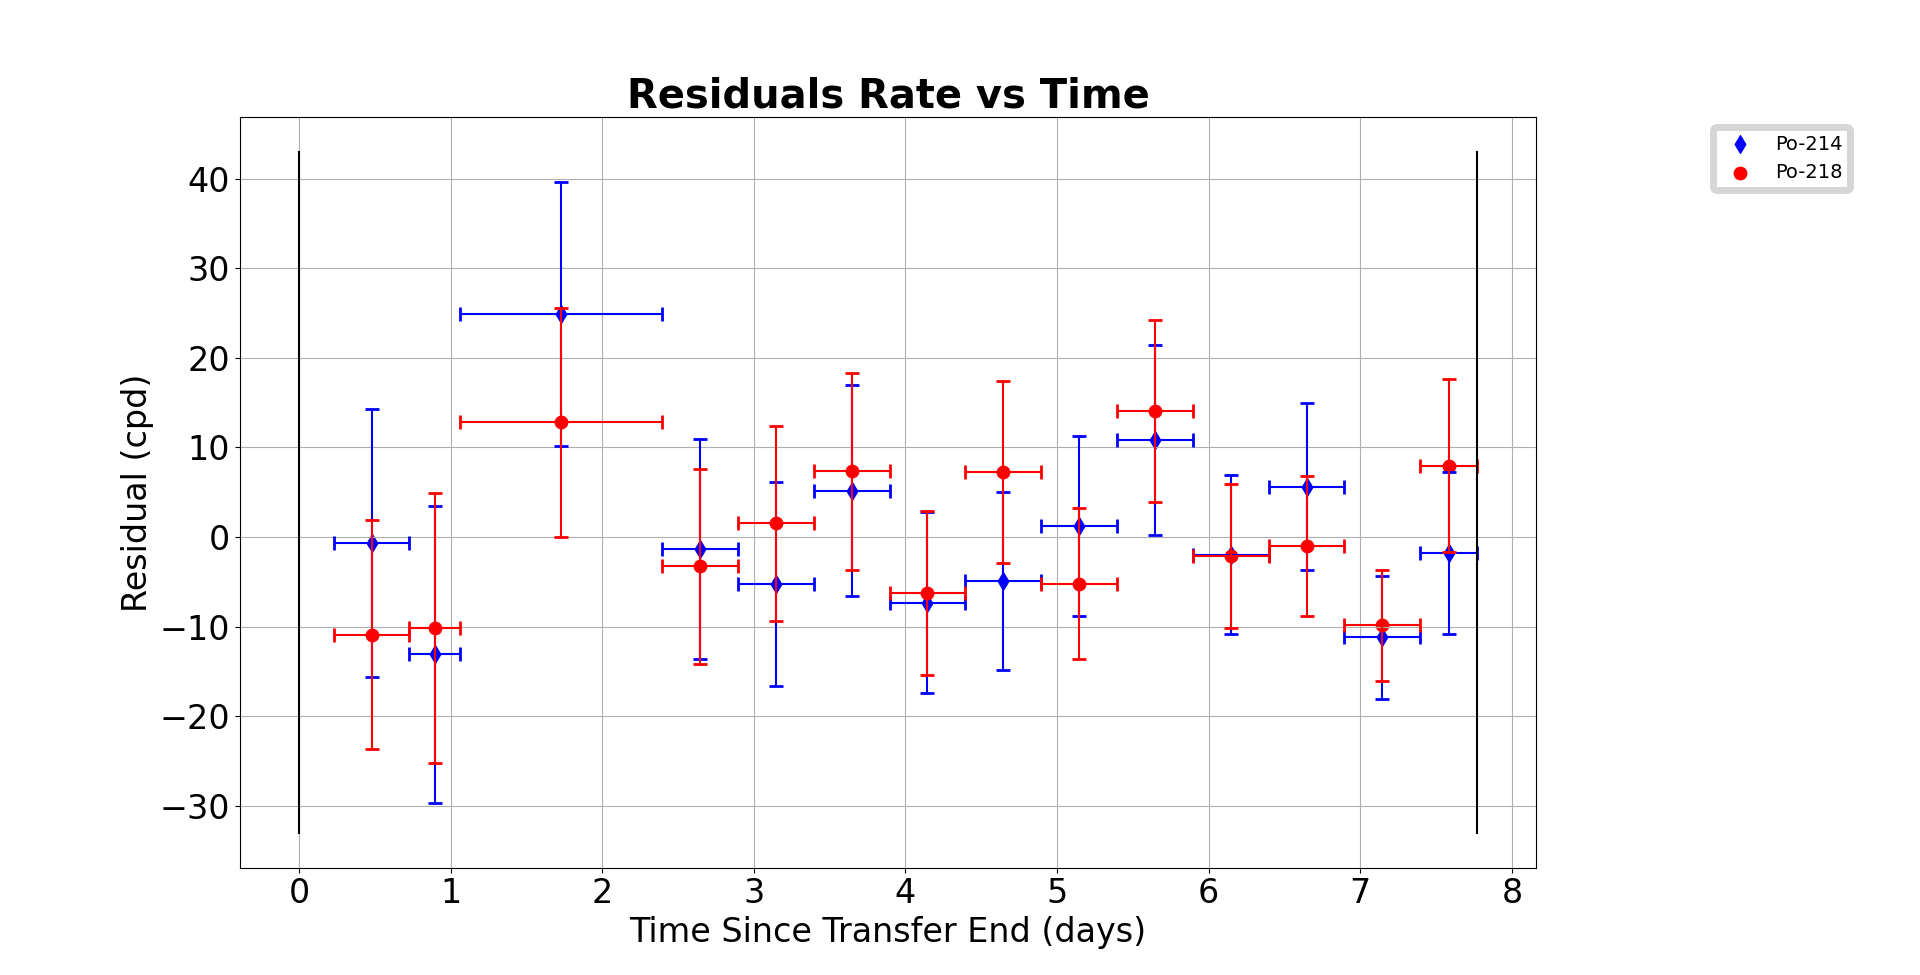 Residuals Rate vs Time
Po-214
Po-218
Residual (cpd)
40
30
20
10
0
−10
−20
−30
0 1 2 3 4 5 6 7 8
Time Since Transfer End (days)